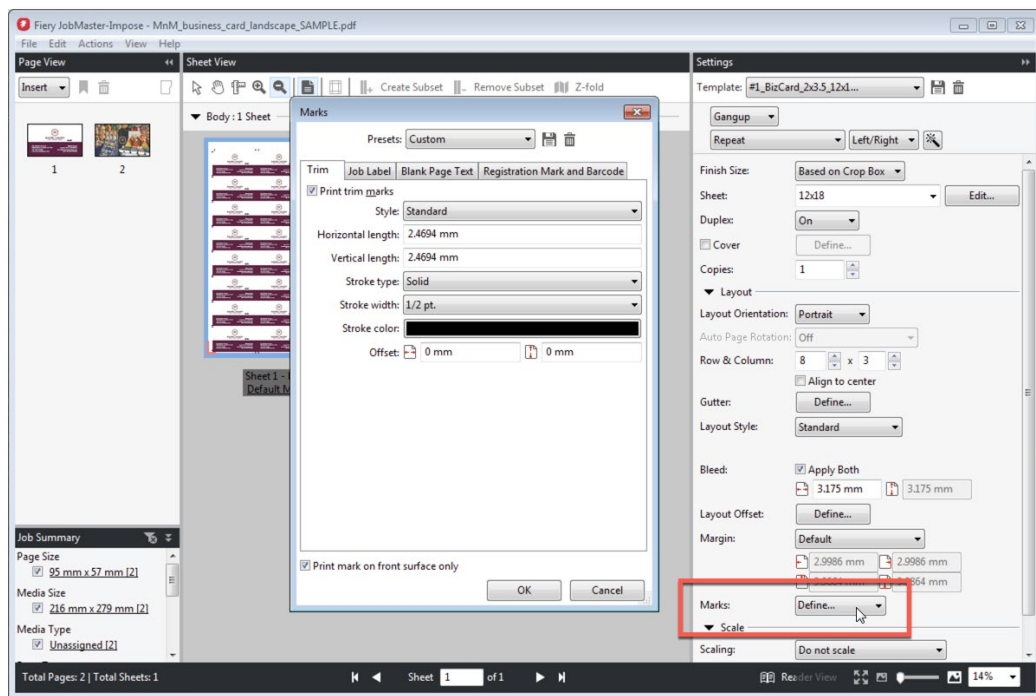 Fiery JobMaster-Impose - MnM_business_card_landscape_SAMPLE.pdf
File Edit Actions View Help
Page View
Insert
1 2
Job Summary
Page Size
95 mm x 57 mm [2]
Media Size
216 mm x 279 mm [2]
Media Type
Unassigned [2]
Sheet View
Create Subset Remove Subset Z-fold
Body : 1 Sheet
Sheet 1 -
Default M
Marks
Presets: Custom
Trim Job Label Blank Page Text Registration Mark and Barcode
Print trim marks
Style: Standard
Horizontal length: 2.4694 mm
Vertical length: 2.4694 mm
Stroke type: Solid
Stroke width: 1/2 pt.
Stroke color:
Offset: 0 mm 0 mm
Print mark on front surface only
OK Cancel
Settings
Template: #1_BizCard_2x3.5_12x1...
Gangup
Repeat Left/Right
Finish Size: Based on Crop Box
Sheet: 12x18 Edit...
Duplex: On
Cover Define...
Copies: 1
Layout
Layout Orientation: Portrait
Auto Page Rotation: Off
Row & Column: 8 x 3
Align to center
Gutter: Define...
Layout Style: Standard
Bleed: Apply Both
3.175 mm 3.175 mm
Layout Offset: Define...
Margin: Default
2.9986 mm 2.9986 mm
Marks: Define...
Scale
Scaling: Do not scale
Total Pages: 2 | Total Sheets: 1
Sheet 1 of 1
Reader View 14%